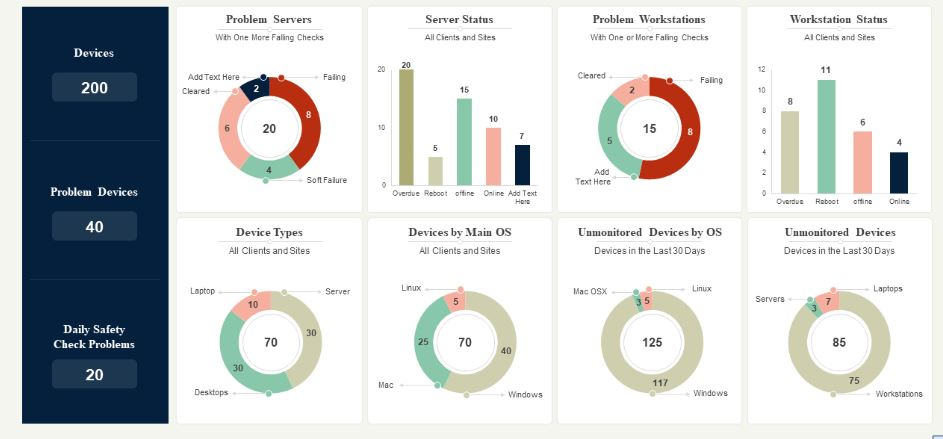 Devices
200
Problem Devices
40
Daily Safety
Check Problems
20
Problem Servers
With One More Falling Checks
Add Text Here
Falling
Cleared
2
8
6
20
4
Soft Failure
Server Status
All Clients and Sites
20
10
0
20
5
15
10
7
Overdue Reboot offline Online Add Text
Here
Problem Workstations
With One or More Falling Checks
Cleared
Falling
2
8
5
15
Add
Text Here
Workstation Status
All Clients and Sites
12
10
8
6
4
2
0
8
11
6
4
Overdue Reboot offline Online
Device Types
All Clients and Sites
Laptop
Server
10
30
70
30
Desktops
Devices by Main OS
All Clients and Sites
Linux
5
25
70
40
Mac
Windows
Unmonitored Devices by OS
Devices in the Last 30 Days
Mac OSX
Linux
3 5
125
117
Windows
Unmonitored Devices
Devices in the Last 30 Days
Laptops
Servers
3 7
85
75
Workstations